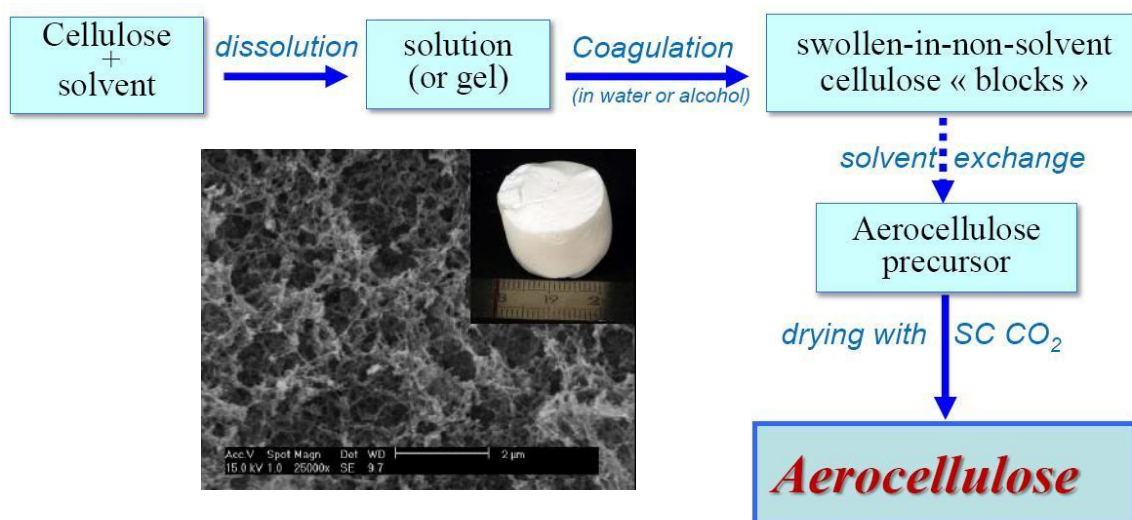 Cellulose
+
solvent
dissolution
solution
(or gel)
Coagulation
(in water or alcohol)
swollen-in-non-solvent
cellulose « blocks »
solvent exchange
Aerocellulose
precursor
drying with SC CO₂
Aerocellulose
Acc.V Spot Magn Det WD
15.0 kV 1.0 25000x SE 9.7
2 µm